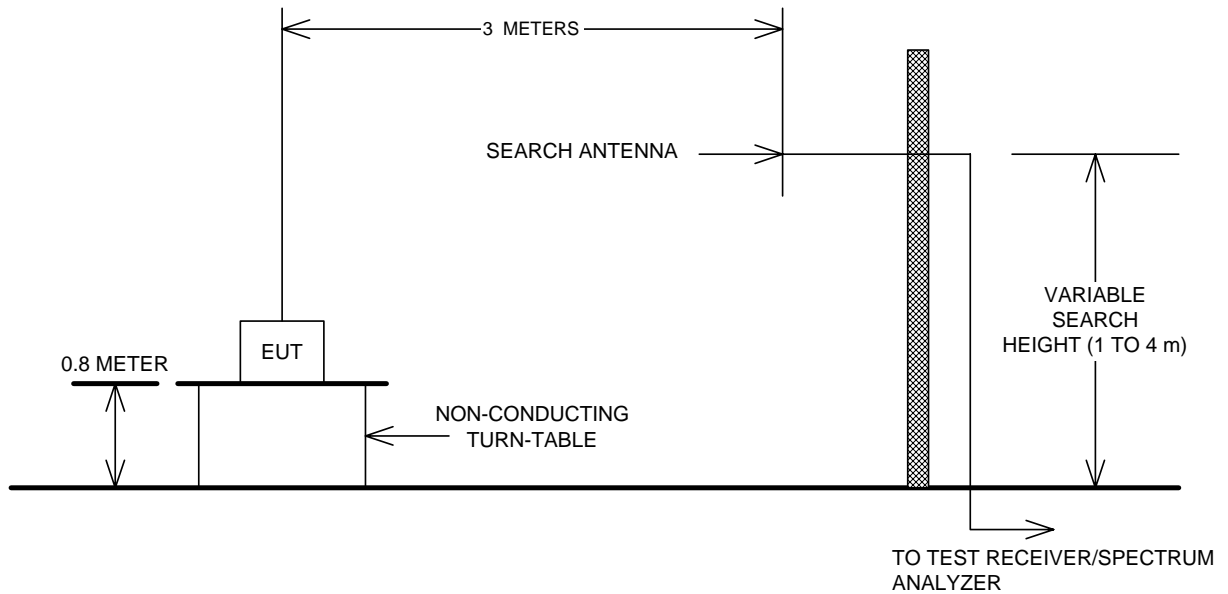 3 METERS
SEARCH ANTENNA
EUT
0.8 METER
NON-CONDUCTING
TURN-TABLE
VARIABLE
SEARCH
HEIGHT (1 TO 4 m)
TO TEST RECEIVER/SPECTRUM
ANALYZER